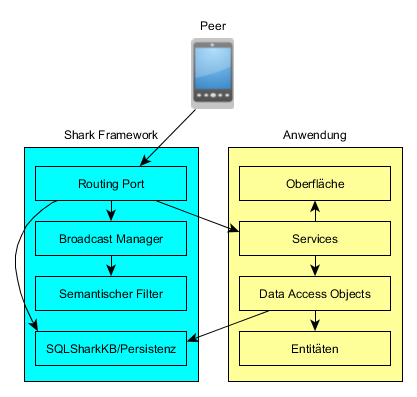 Peer
Shark Framework
Anwendung
Routing Port
Oberfläche
Broadcast Manager
Services
Semantischer Filter
Data Access Objects
SQLSharkKB/Persistenz
Entitäten